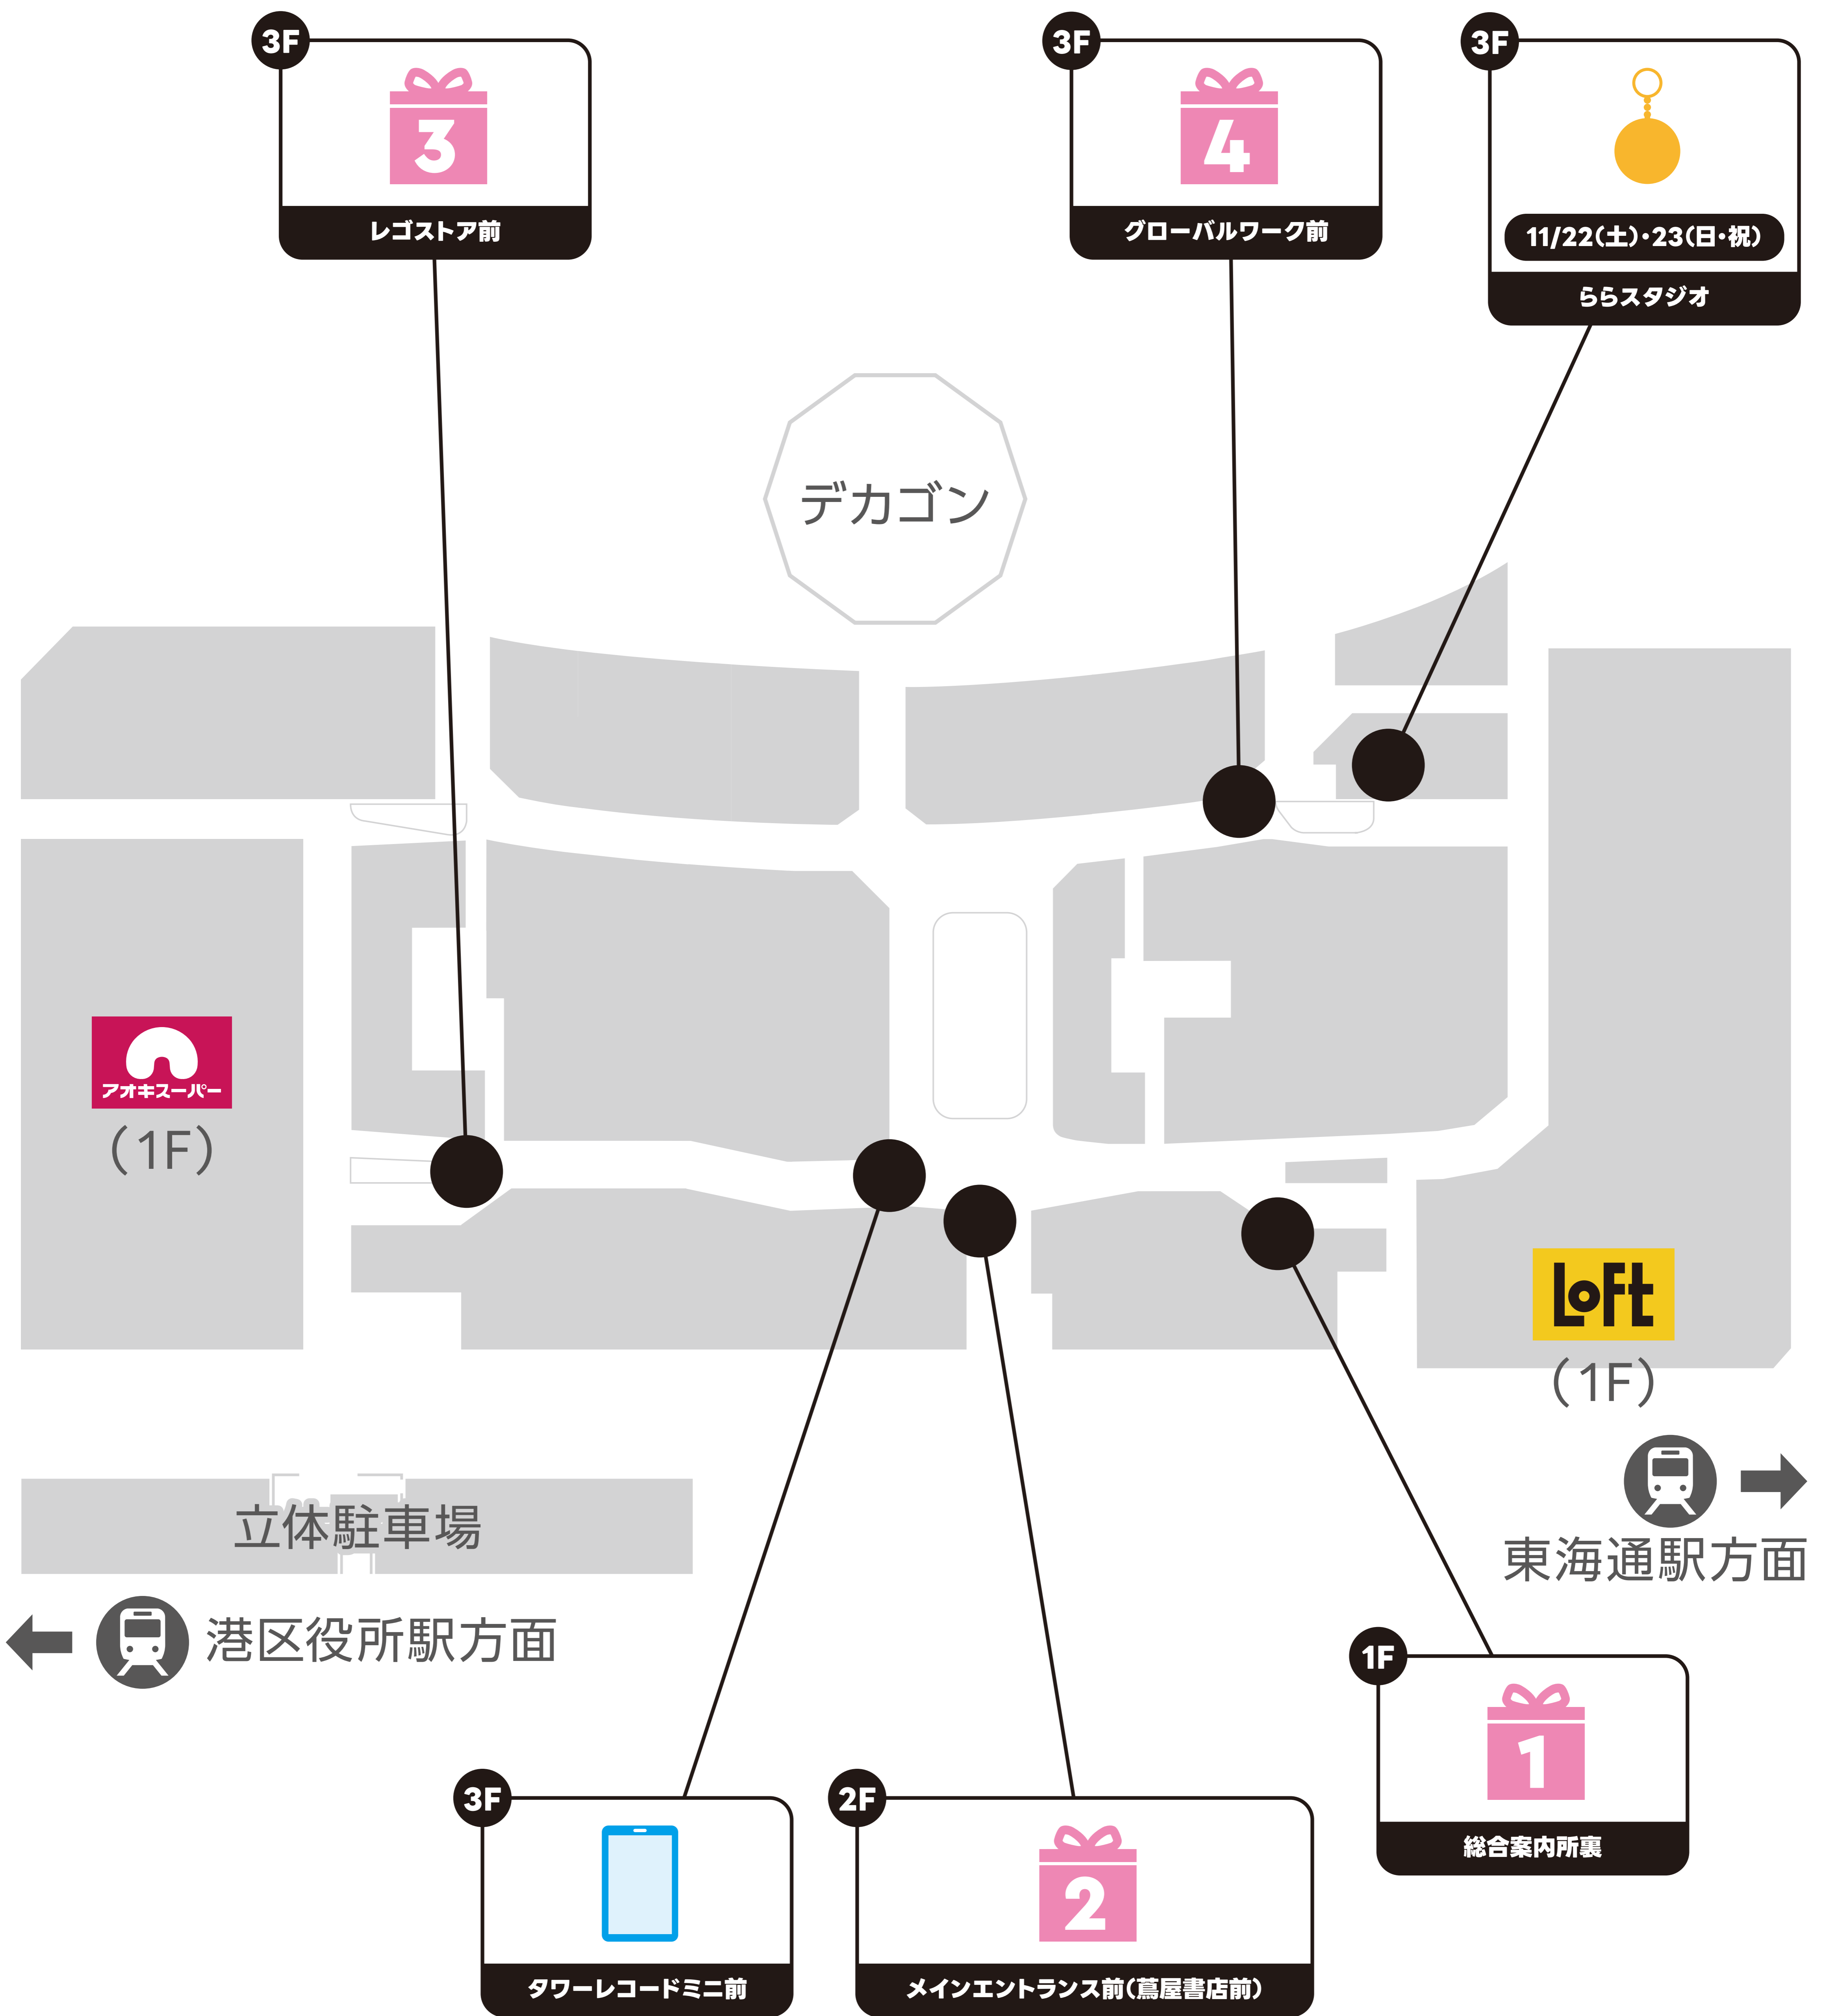 3F
3
レゴストア前
3F
4
グローバルワーク前
3F
11/22(土)・23(日・祝)
ららスタジオ
デカゴン
アオキスーパー
(1F)
LoFt
(1F)
東海通駅方面
立体駐車場
港区役所駅方面
1F
1
総合案内所裏
3F
タワーレコードミニ前
2F
2
メインエントランス前(蔦屋書店前)